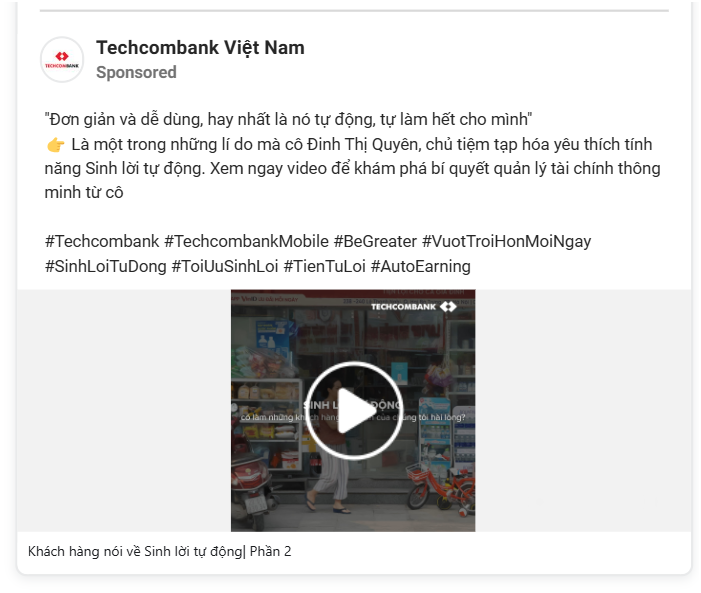 Techcombank Việt Nam
TECHCOMBANK
Sponsored
"Đơn giản và dễ dùng, hay nhất là nó tự động, tự làm hết cho mình"
👉 Là một trong những lí do mà cô Đinh Thị Quyên, chủ tiệm tạp hóa yêu thích tính
năng Sinh lời tự động. Xem ngay video để khám phá bí quyết quản lý tài chính thông
minh từ cô
#Techcombank #TechcombankMobile #BeGreater #VuotTroiHonMoiNgay
#SinhLoiTuDong #ToiUuSinhLoi #TienTuLoi #AutoEarning
TECHCOMBANK
SINH L ĐỘNG
có làm những khách hàng của chúng tôi hài lòng?
Khách hàng nói về Sinh lời tự động| Phần 2